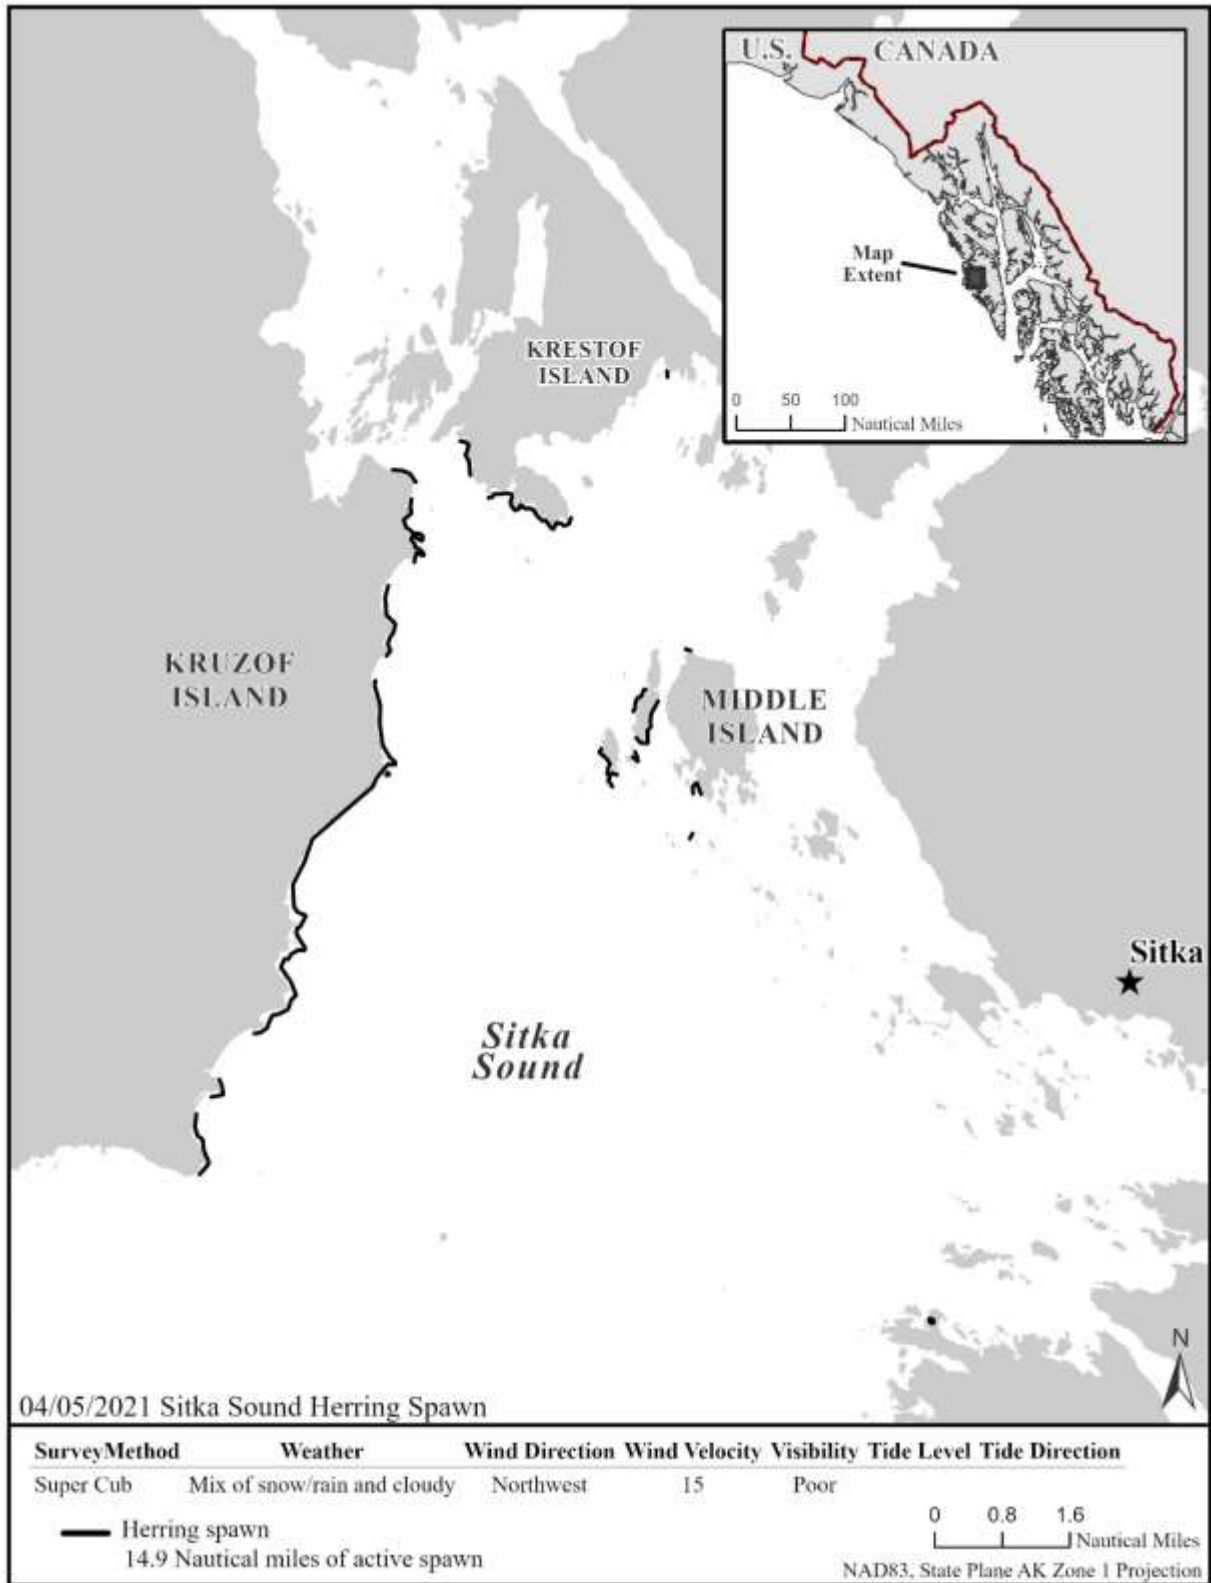 U.S. CANADA
Map
Extent
0 50 100
Nautical Miles
KRESTOF
ISLAND
KRUZOF
ISLAND
MIDDLE
ISLAND
Sitka
Sitka
Sound
N
04/05/2021 Sitka Sound Herring Spawn
SurveyMethod Weather Wind Direction Wind Velocity Visibility Tide Level Tide Direction
Super Cub Mix of snow/rain and cloudy Northwest 15 Poor
Herring spawn
14.9 Nautical miles of active spawn
0 0.8 1.6
Nautical Miles
NAD83, State Plane AK Zone 1 Projection